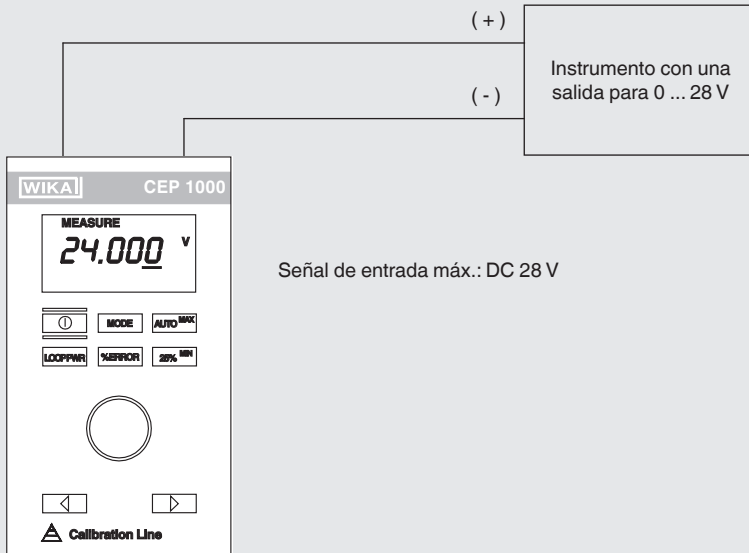 ( + )
Instrumento con una
salida para 0 ... 28 V
( - )
WIKA
CEP 1000
MEASURE
24.000 V
Señal de entrada máx.: DC 28 V
MODE
AUTO MAX
LOOPPWR
%ERROR
25% MIN
Calibration Line